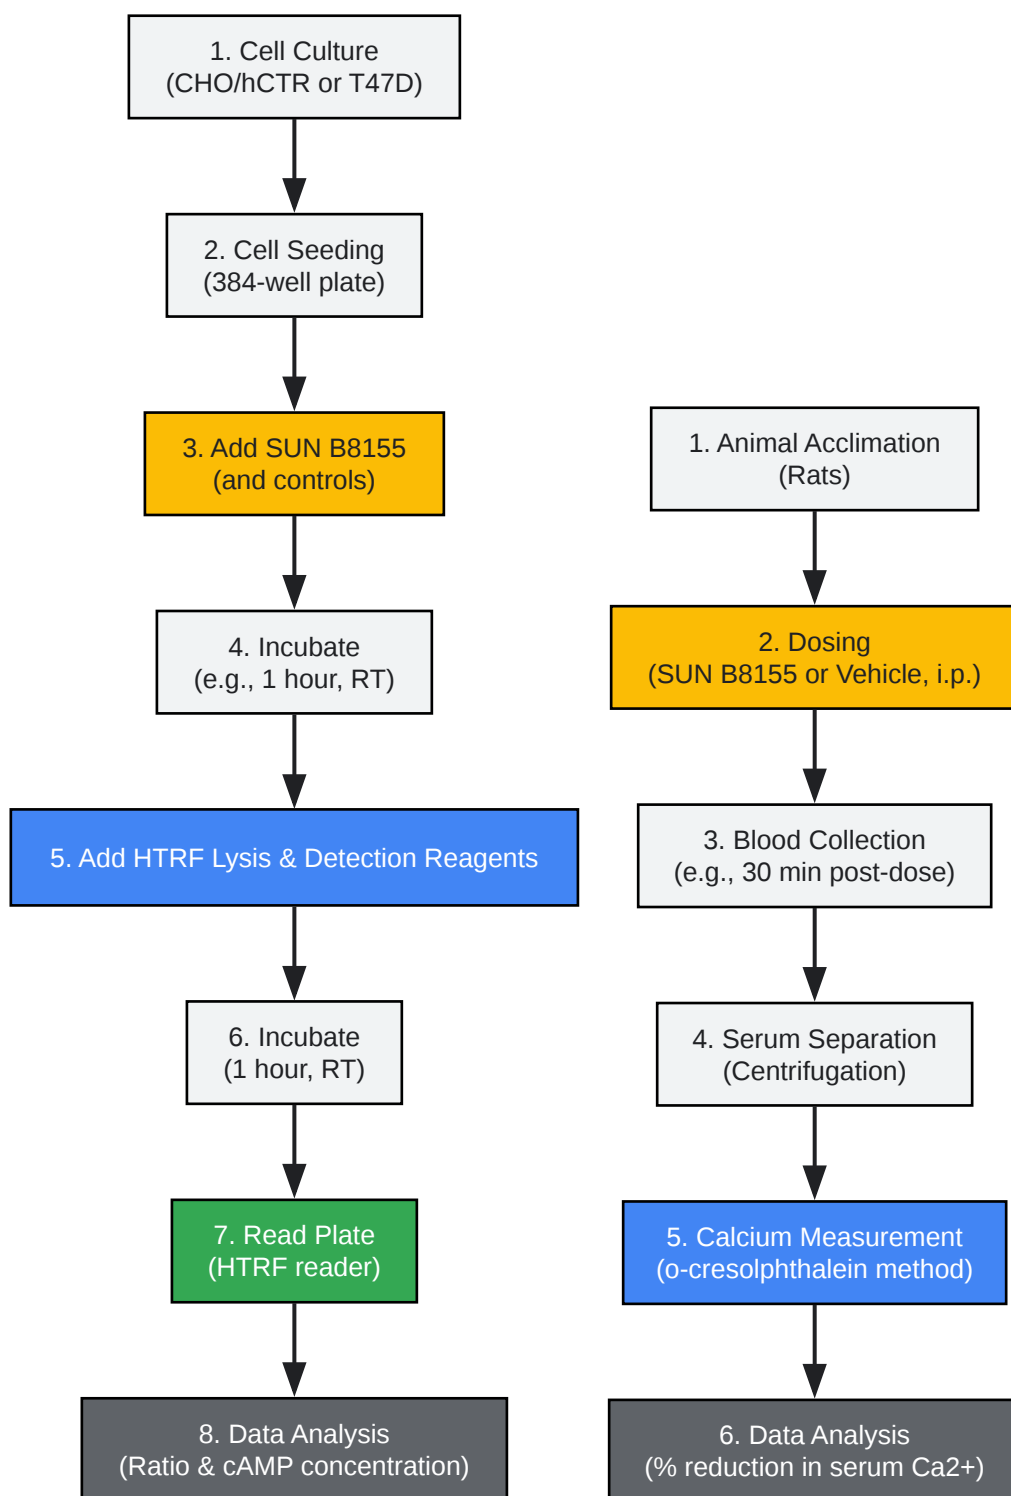 1. Cell Culture
(CHO/hCTR or T47D)
2. Cell Seeding
(384-well plate)
3. Add SUN B8155
(and controls)
4. Incubate
(e.g., 1 hour, RT)
5. Add HTRF Lysis & Detection Reagents
6. Incubate
(1 hour, RT)
7. Read Plate
(HTRF reader)
8. Data Analysis
(Ratio & cAMP concentration)
1. Animal Acclimation
(Rats)
2. Dosing
(SUN B8155 or Vehicle, i.p.)
3. Blood Collection
(e.g., 30 min post-dose)
4. Serum Separation
(Centrifugation)
5. Calcium Measurement
(o-cresolphthalein method)
6. Data Analysis
(% reduction in serum Ca2+)